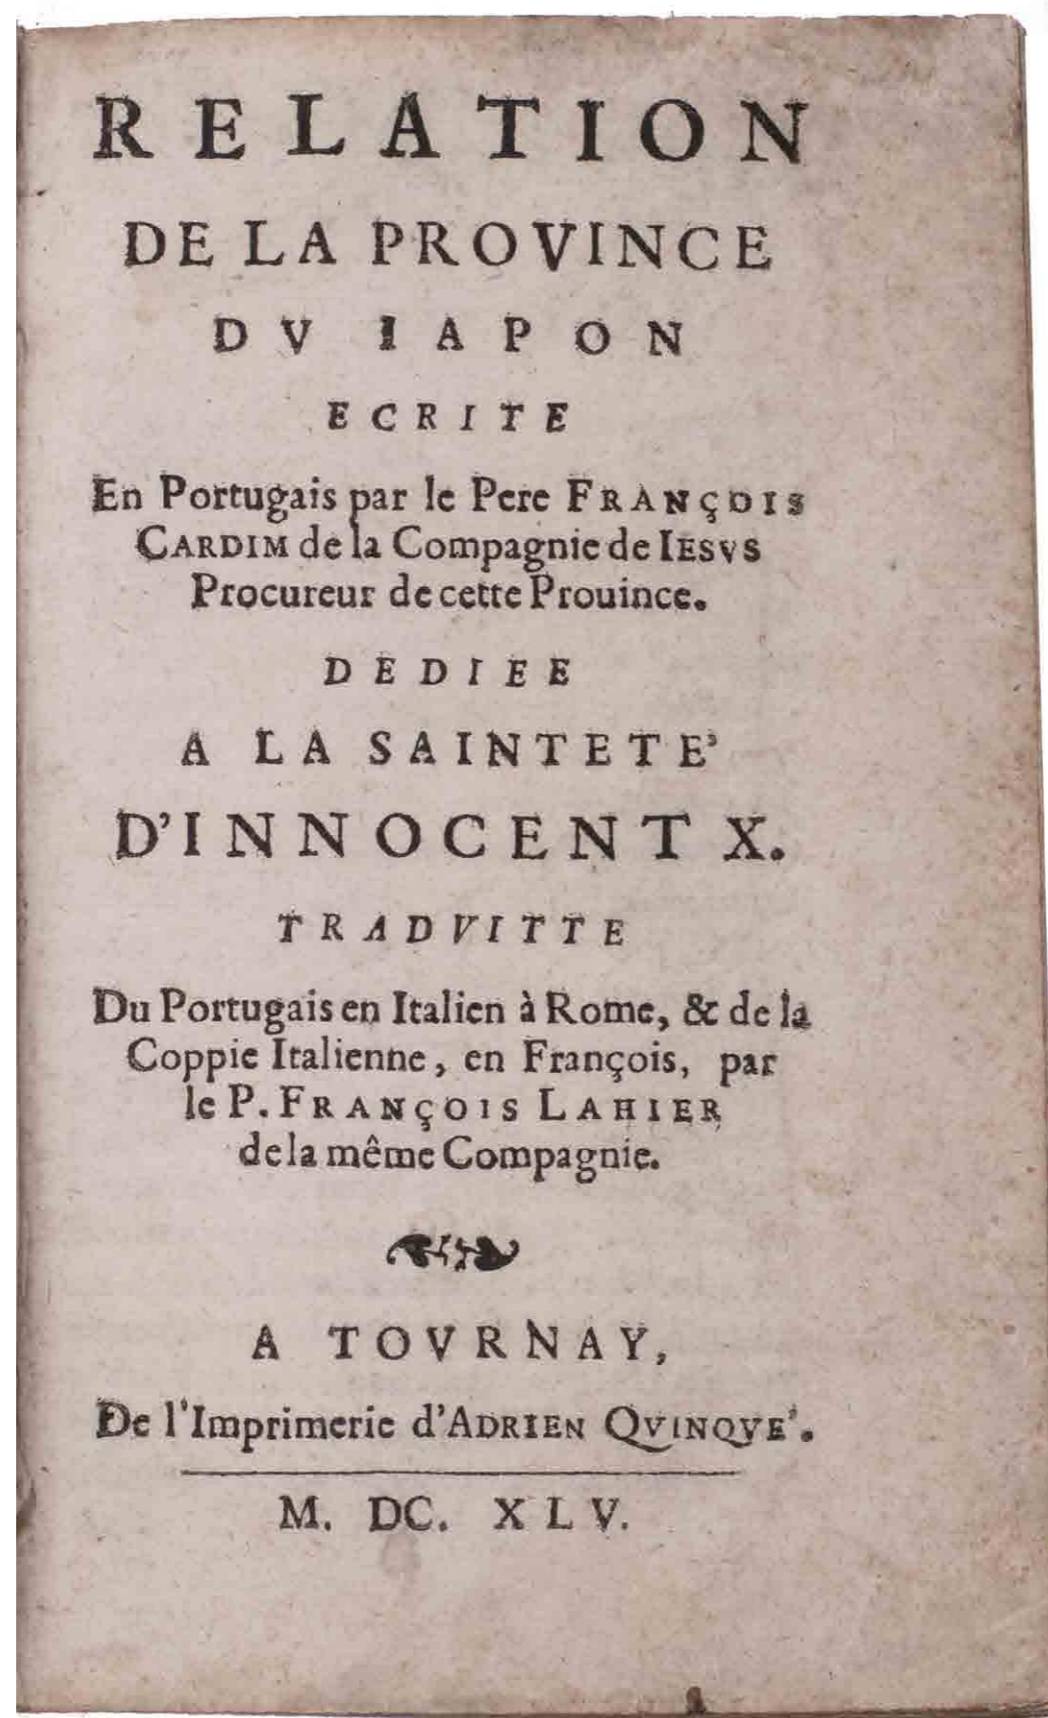 RELATION
DE LA PROVINCE
DV IAPON
ECRITE
En Portugais par le Pere FRANÇOIS
CARDIM de la Compagnie de IESVS
Procureur de cette Prouince.
DEDIEE
A LA SAINTETE'
D'INNOCENT X.
TRADVITTE
Du Portugais en Italien à Rome, & de la
Coppie Italienne, en François, par
le P. FRANÇOIS LAHIER
de la même Compagnie.
A TOVRNAY,
De l'Imprimerie d'ADRIEN QVINQVE'.
M. DC. XLV.